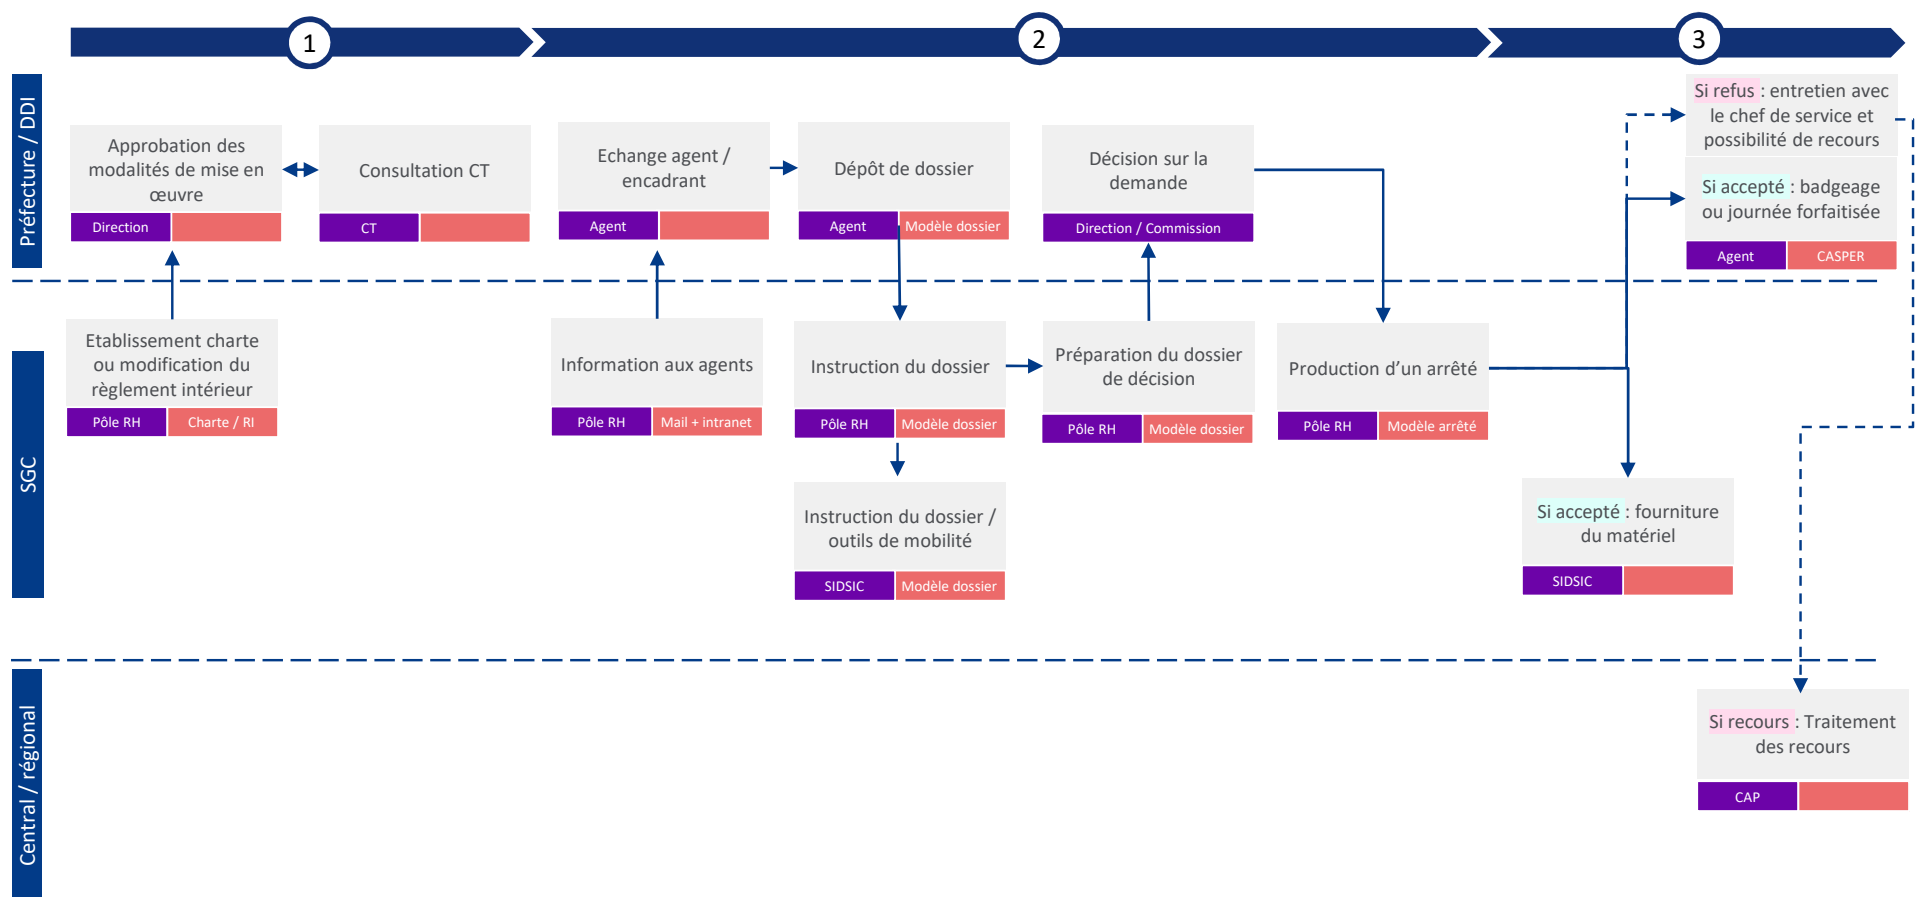 1
2
3
Préfecture / DDI
Approbation des
modalités de mise en
œuvre
Direction
Consultation CT
CT
Echange agent /
encadrant
Agent
Dépôt de dossier
Agent
Modèle dossier
Décision sur la
demande
Direction / Commission
Si refus : entretien avec
le chef de service et
possibilité de recours
Si accepté : badgeage
ou journée forfaitisée
Agent
CASPER
SGC
Etablissement charte
ou modification du
règlement intérieur
Pôle RH
Charte / RI
Information aux agents
Pôle RH
Mail + intranet
Instruction du dossier
Pôle RH
Modèle dossier
Préparation du dossier
de décision
Pôle RH
Modèle dossier
Production d’un arrêté
Pôle RH
Modèle arrêté
Instruction du dossier /
outils de mobilité
SIDSIC
Modèle dossier
Si accepté : fourniture
du matériel
SIDSIC
Central / régional
Si recours : Traitement
des recours
CAP